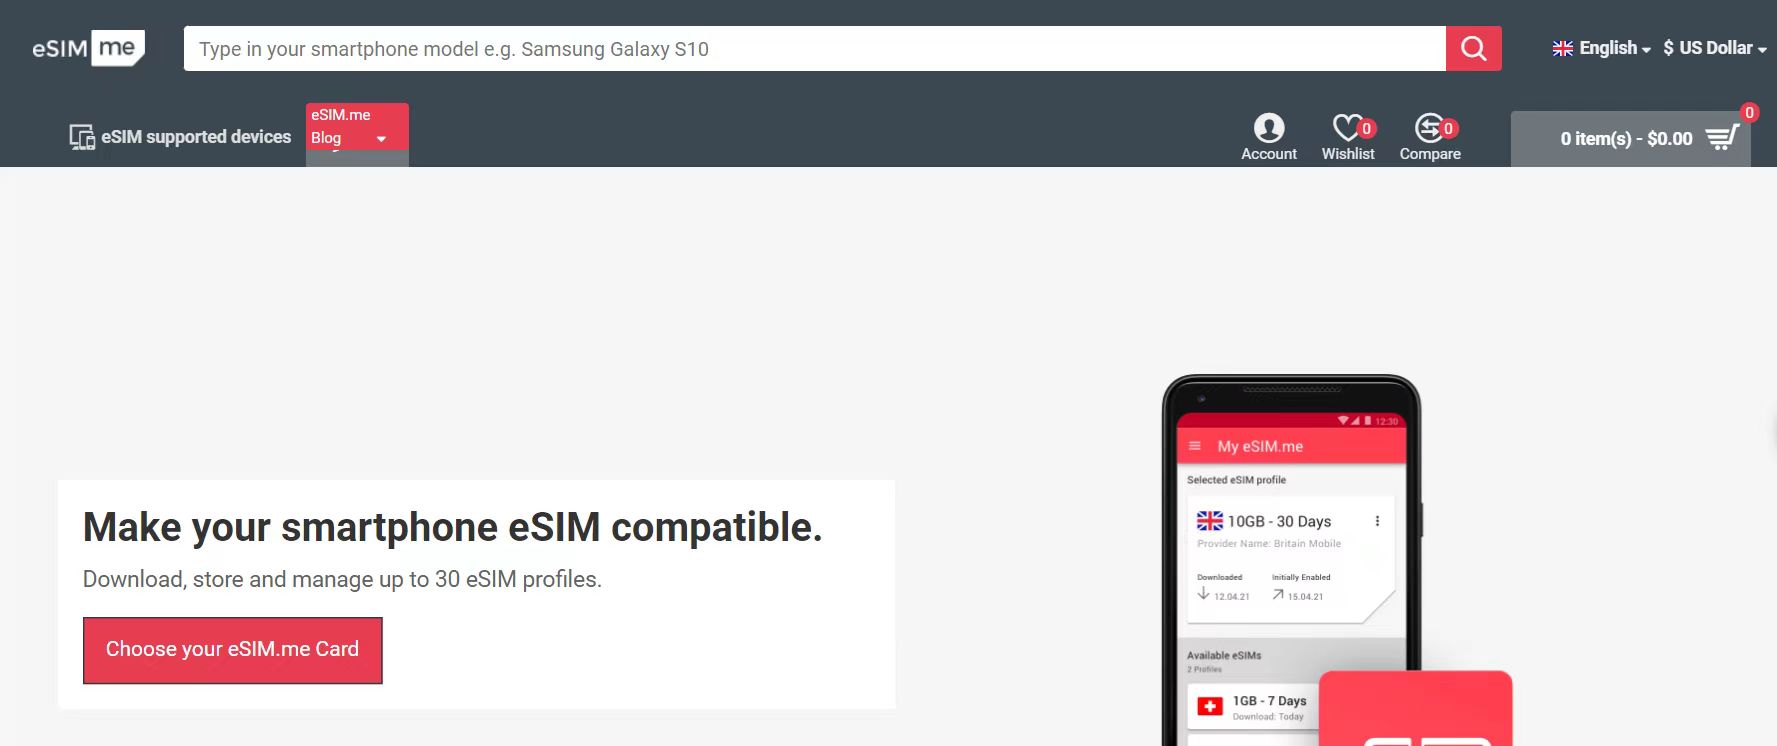 eSIM me
Type in your smartphone model e.g. Samsung Galaxy S10
English
$ US Dollar
eSIM supported devices
eSIM.me
Blog
0
0
0
Account
Wishlist
Compare
0 item(s) - $0.00
Make your smartphone eSIM compatible.
Download, store and manage up to 30 eSIM profiles.
Choose your eSIM.me Card
12:30
My eSIM.me
Selected eSIM profile
10GB - 30 Days
Provider Name: Britain Mobile
Downloaded
Initially Enabled
12.04.21
15.04.21
Available eSIMs
2 Profiles
1GB - 7 Days
Download: Today